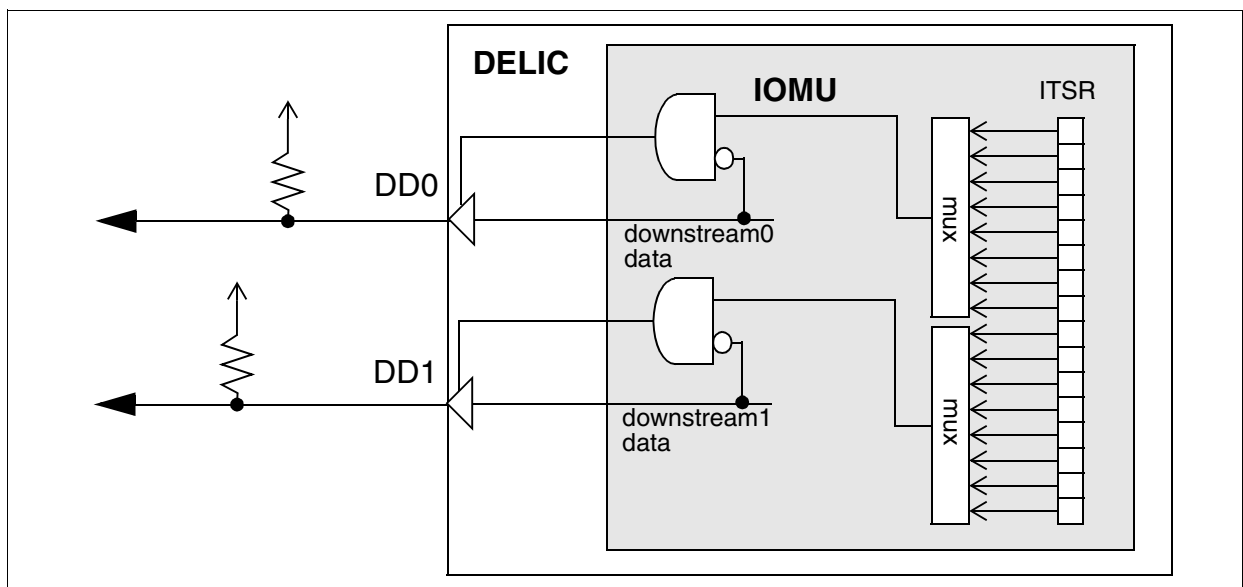 DELIC
IOMU
ITSR
DD0
mux
downstream0
data
DD1
mux
downstream1
data